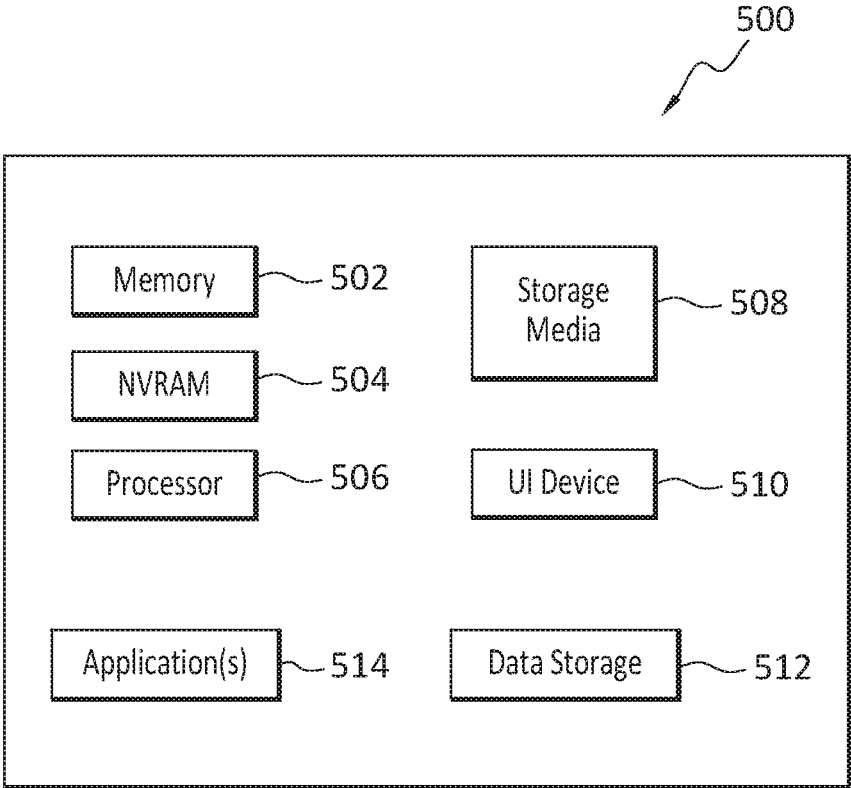 500
Memory
502
NVRAM
504
Processor
506
Storage
Media
508
UI Device
510
Application(s)
514
Data Storage
512